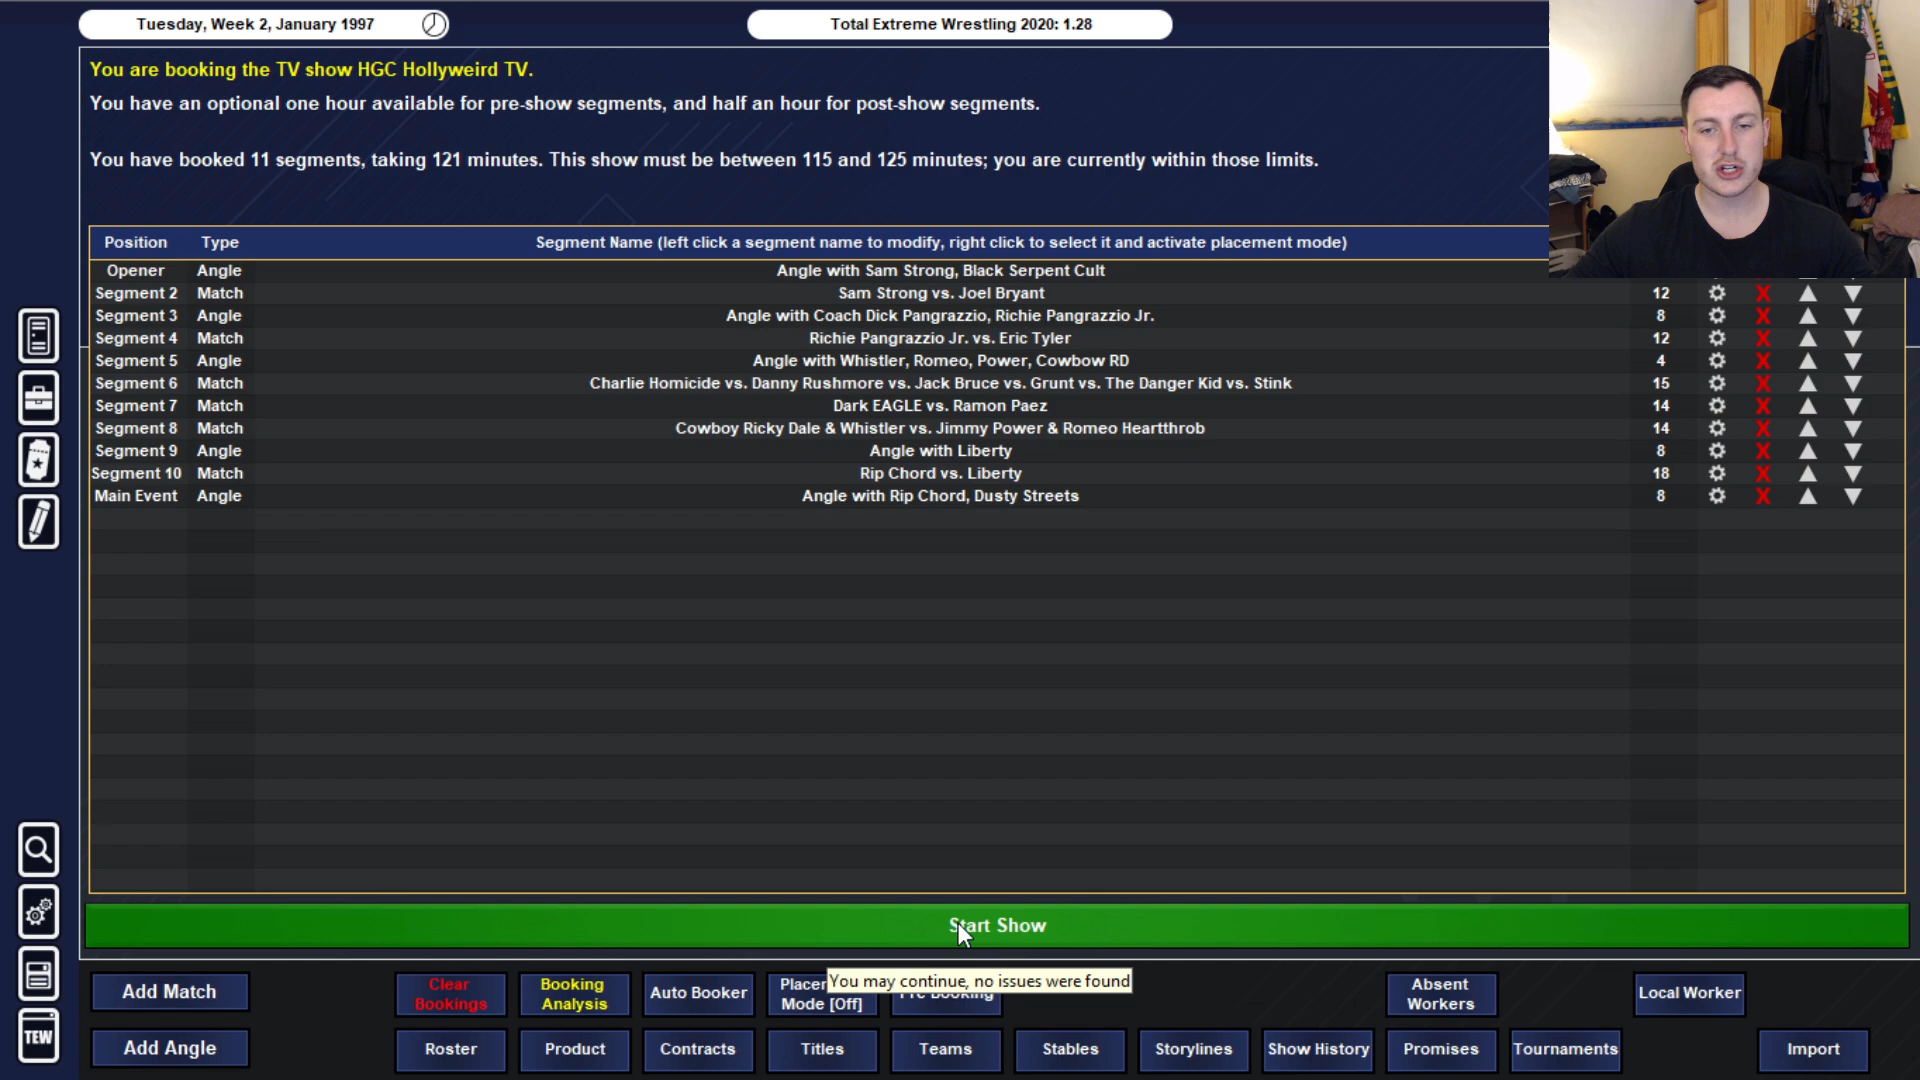 Tuesday, Week 2, January 1997
Total Extreme Wrestling 2020: 1.28
You are booking the TV show HGC Hollyweird TV.
You have an optional one hour available for pre-show segments, and half an hour for post-show segments.
You have booked 11 segments, taking 121 minutes. This show must be between 115 and 125 minutes; you are currently within those limits.
Position Type Segment Name (left click a segment name to modify, right click to select it and activate placement mode)
Opener Angle Angle with Sam Strong, Black Serpent Cult
Segment 2 Match Sam Strong vs. Joel Bryant 12 X
Segment 3 Angle Angle with Coach Dick Pangrazzio, Richie Pangrazzio Jr. 8 X
Segment 4 Match Richie Pangrazzio Jr. vs. Eric Tyler 12 X
Segment 5 Angle Angle with Whistler, Romeo, Power, Cowbow RD 4 X
Segment 6 Match Charlie Homicide vs. Danny Rushmore vs. Jack Bruce vs. Grunt vs. The Danger Kid vs. Stink 15 X
Segment 7 Match Dark EAGLE vs. Ramon Paez 14 X
Segment 8 Match Cowboy Ricky Dale & Whistler vs. Jimmy Power & Romeo Heartthrob 14 X
Segment 9 Angle Angle with Liberty 8 X
Segment 10 Match Rip Chord vs. Liberty 18 X
Main Event Angle Angle with Rip Chord, Dusty Streets 8 X
Start Show
You may continue, no issues were found
Add Match
Clear Bookings
Booking Analysis
Auto Booker
Mode [Off]
Absent Workers
Local Worker
TEW
Add Angle
Roster
Product
Contracts
Titles
Teams
Stables
Storylines
Show History
Promises
Tournaments
Import